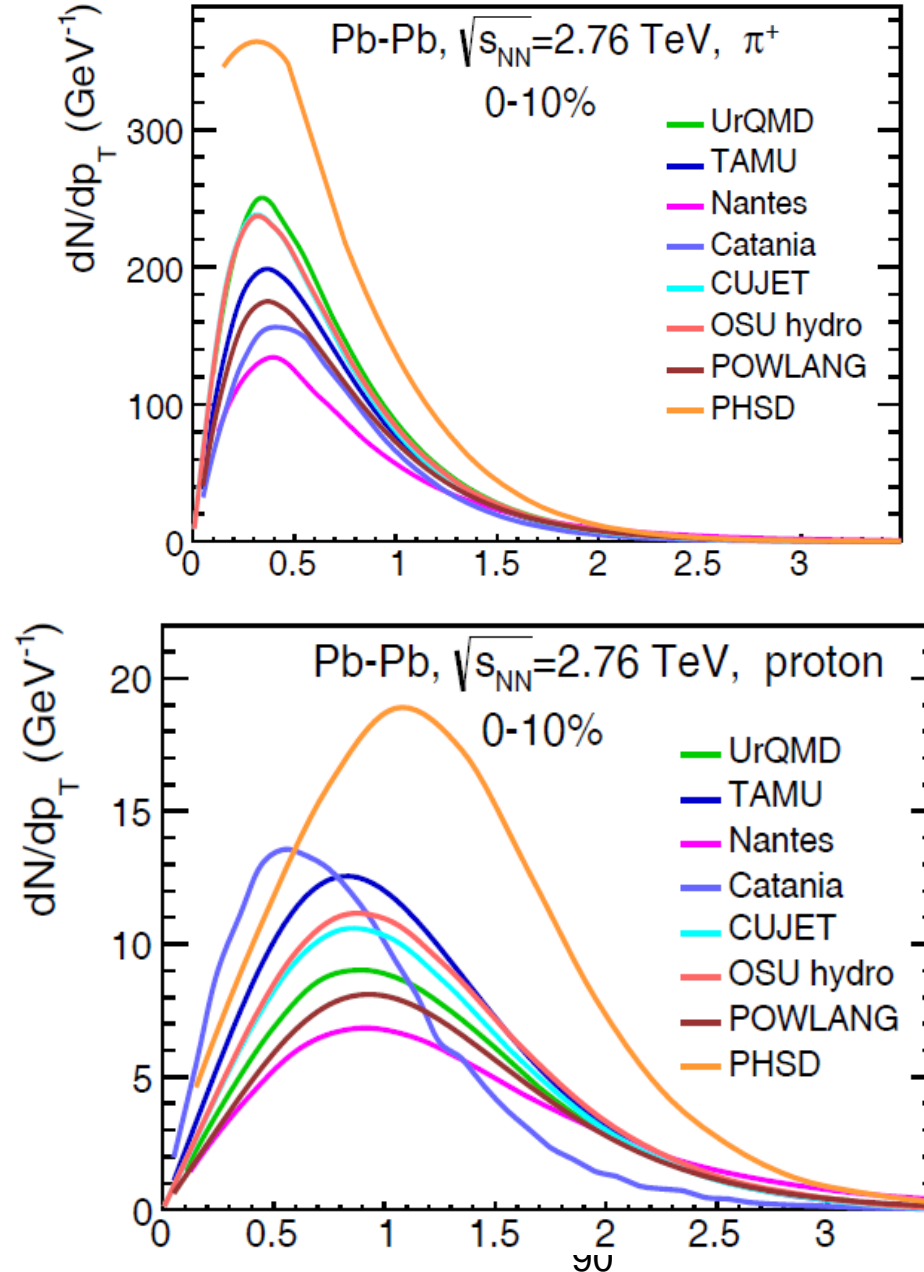 Pb-Pb, √sNN=2.76 TeV, π+
0-10%
dN/dpT (GeV-1)
300
200
100
0
UrQMD
TAMU
Nantes
Catania
CUJET
OSU hydro
POWLANG
PHSD
0 0.5 1 1.5 2 2.5 3
Pb-Pb, √sNN=2.76 TeV, proton
0-10%
dN/dpT (GeV-1)
20
15
10
5
0
UrQMD
TAMU
Nantes
Catania
CUJET
OSU hydro
POWLANG
PHSD
0 0.5 1 1.5 2 2.5 3